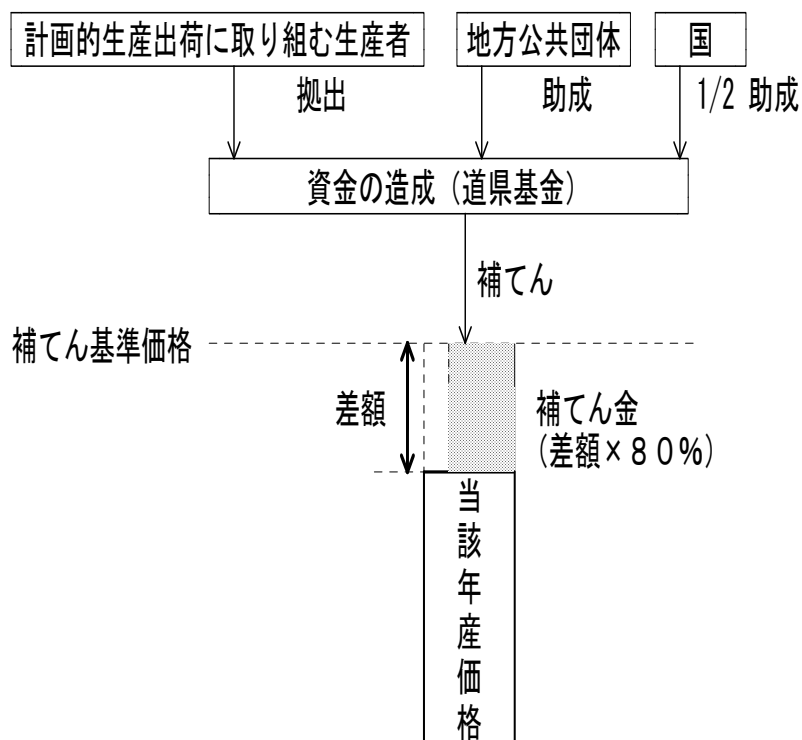 計画的生産出荷に取り組む生産者
地方公共団体
国
拠出
助成
1/2 助成
資金の造成（道県基金）
補てん
補てん基準価格
差額
補てん金
（差額×８０％）
当該年産価格